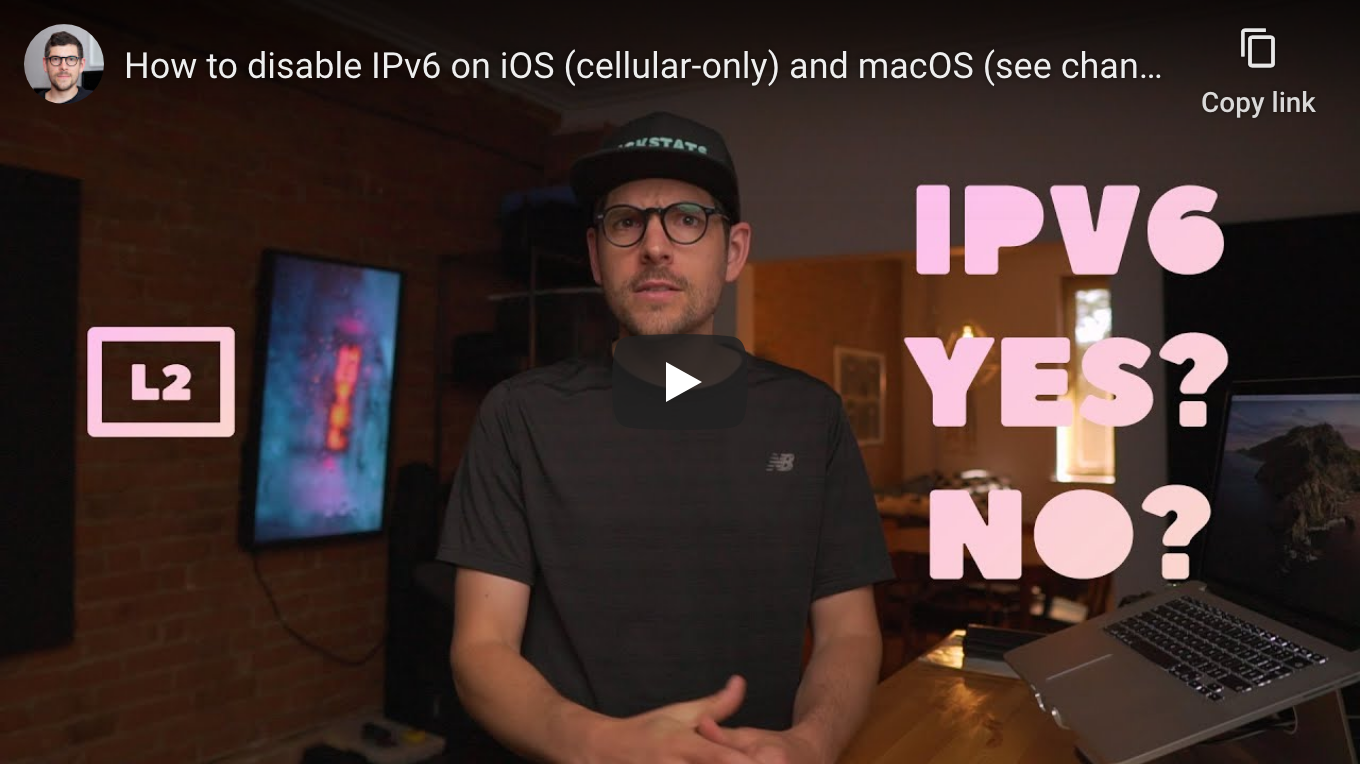 How to disable IPv6 on iOS (cellular-only) and macOS (see chan…
Copy link
IPV6
YES?
NO?
L2